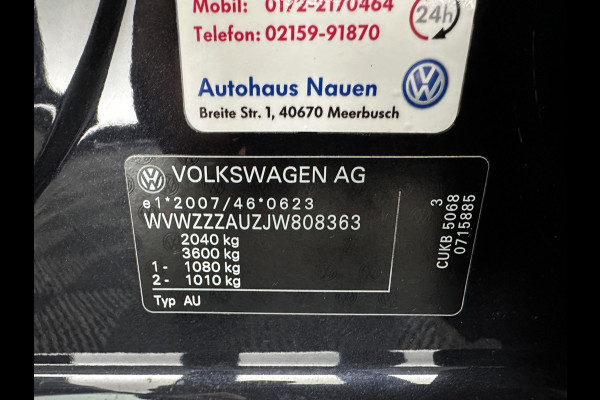 Mobil: 0172-2170464
24h
Telefon: 02159-91870
Autohaus Nauen
Breite Str. 1, 40670 Meerbusch
VOLKSWAGEN AG
e1*2007/46*0623
WVWZZZAUZJW808363
2040 kg
3600 kg
1- 1080 kg
2- 1010 kg
Typ AU
3
CUKB 5068
0715885